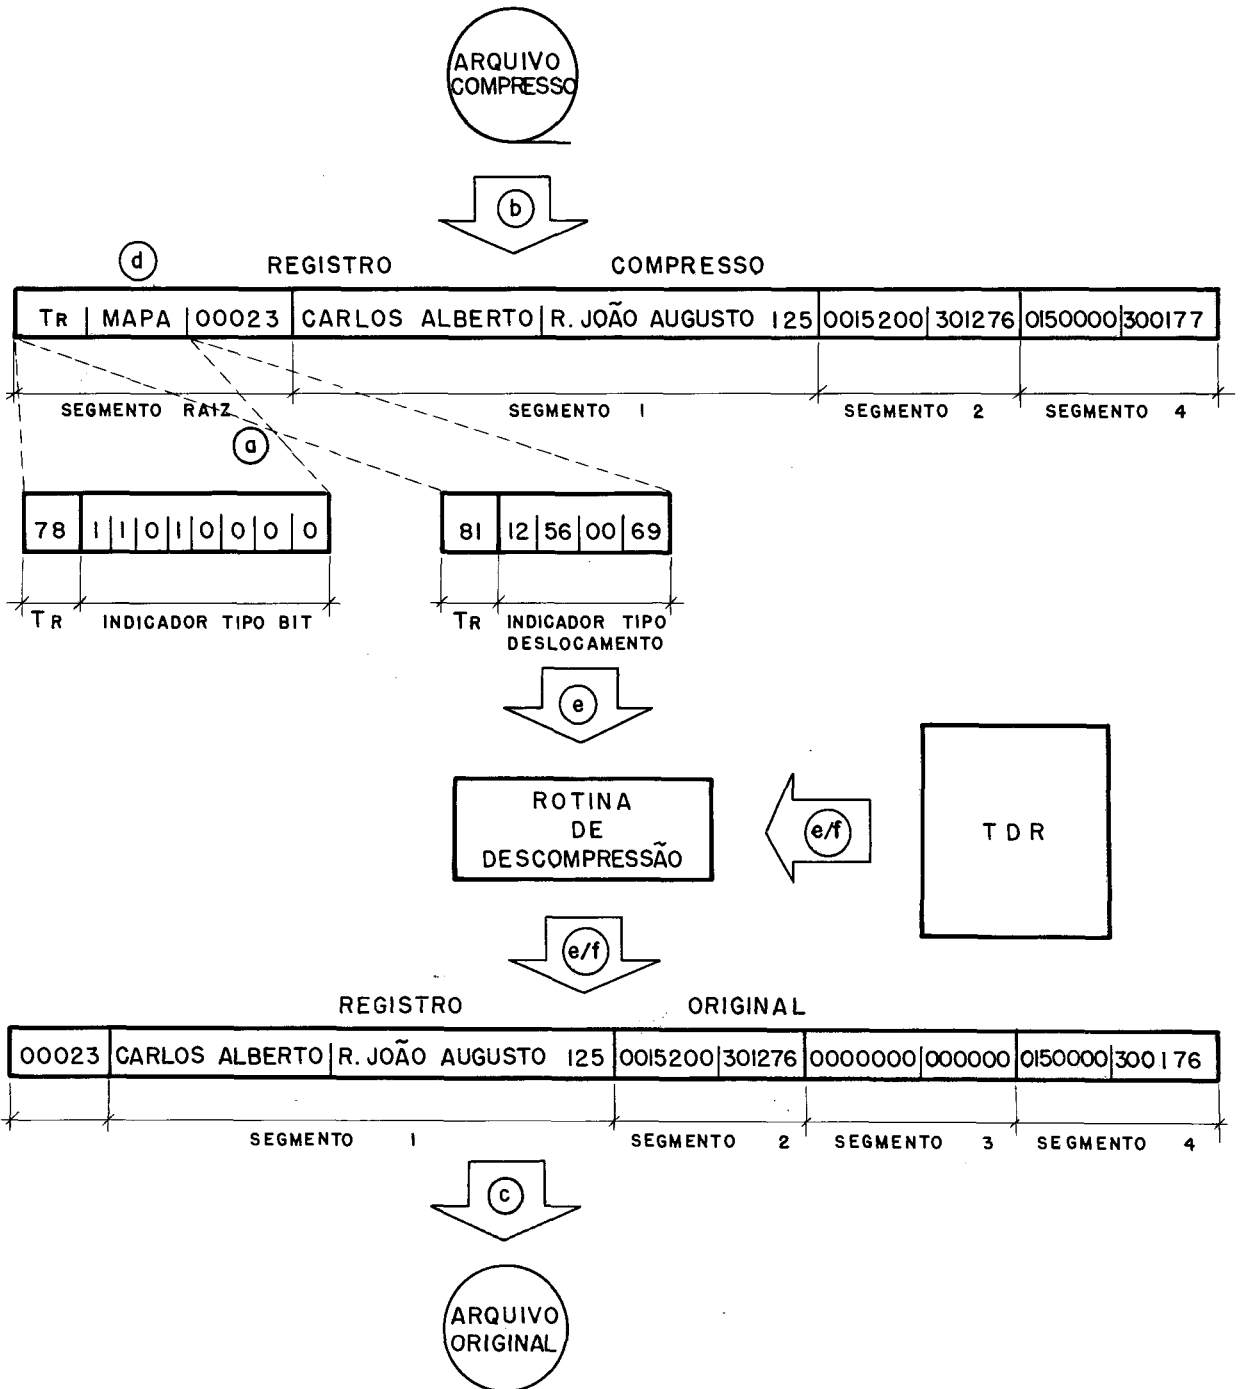 ARQUIVO
COMPRESSO
b
d
REGISTRO COMPRESSO
TR MAPA 00023 CARLOS ALBERTO R. JOÃO AUGUSTO 125 0015200 301276 0150000 300177
SEGMENTO RAIZ SEGMENTO 1 SEGMENTO 2 SEGMENTO 4
a
78 1 1 0 1 0 0 0 0
81 12 56 00 69
TR INDICADOR TIPO BIT
TR INDICADOR TIPO
DESLOCAMENTO
e
ROTINA
DE
DESCOMPRESSÃO
e/f
TDR
e/f
REGISTRO ORIGINAL
00023 CARLOS ALBERTO R. JOÃO AUGUSTO 125 0015200 301276 0000000 000000 0150000 300176
SEGMENTO 1 SEGMENTO 2 SEGMENTO 3 SEGMENTO 4
c
ARQUIVO
ORIGINAL